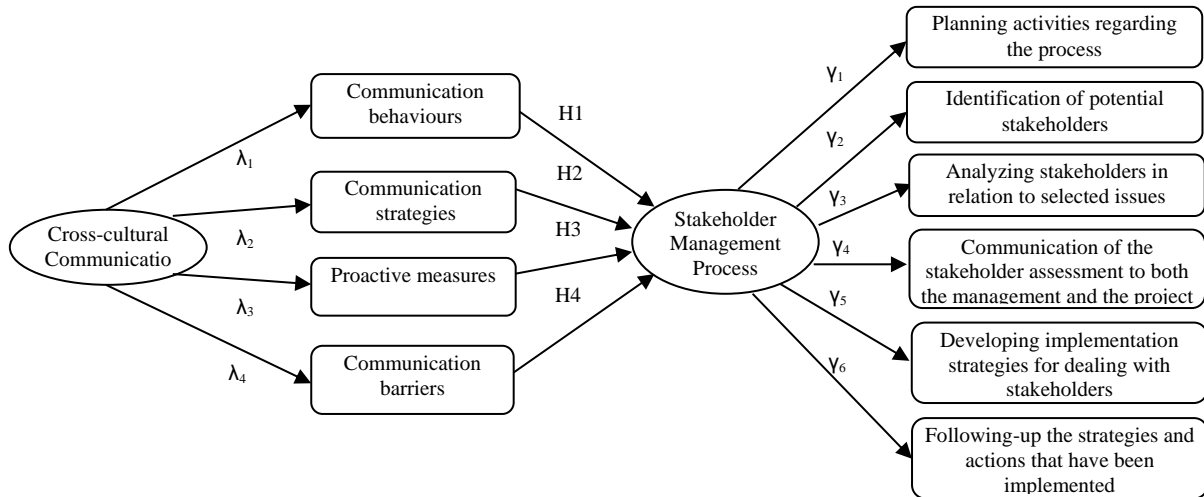 Cross-cultural
Communicatio
λ1
λ2
λ3
λ4
Communication
behaviours
Communication
strategies
Proactive measures
Communication
barriers
H1
H2
H3
H4
Stakeholder
Management
Process
γ1
γ2
γ3
γ4
γ5
γ6
Planning activities regarding
the process
Identification of potential
stakeholders
Analyzing stakeholders in
relation to selected issues
Communication of the
stakeholder assessment to both
the management and the project
Developing implementation
strategies for dealing with
stakeholders
Following-up the strategies and
actions that have been
implemented